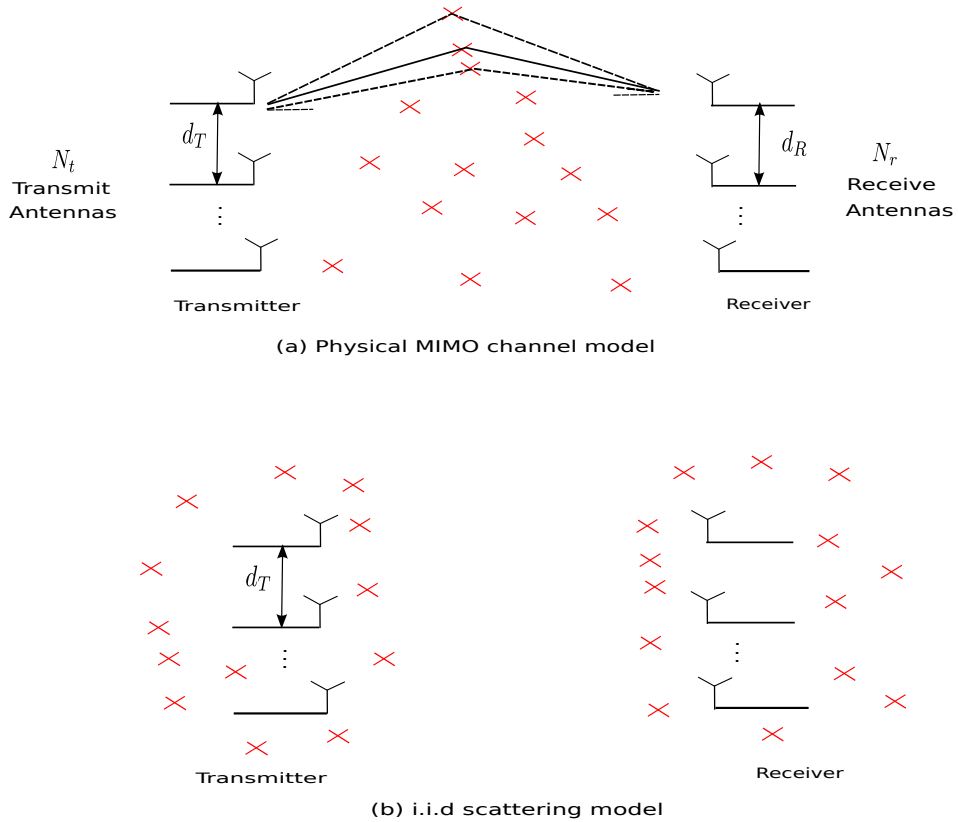 d_T
d_R
N_t
Transmit
Antennas
N_r
Receive
Antennas
⋮
⋮
Transmitter
Receiver
(a) Physical MIMO channel model
d_T
⋮
⋮
Transmitter
Receiver
(b) i.i.d scattering model